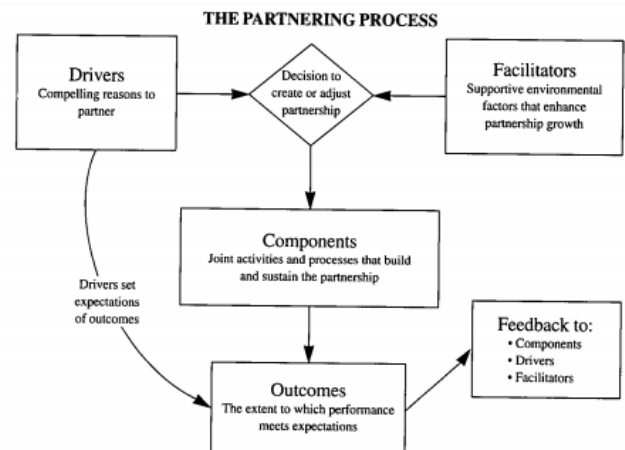 THE PARTNERING PROCESS
Drivers
Compelling reasons to
partner
Decision to
create or adjust
partnership
Facilitators
Supportive environmental
factors that enhance
partnership growth
Components
Joint activities and processes that build
and sustain the partnership
Drivers set
expectations
of outcomes
Outcomes
The extent to which performance
meets expectations
Feedback to:
• Components
• Drivers
• Facilitators